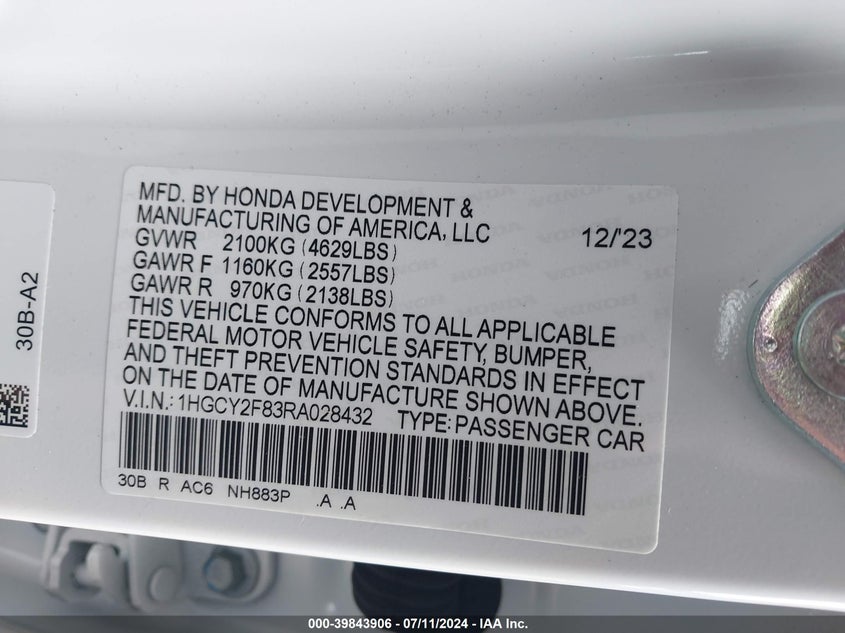 MFD. BY HONDA DEVELOPMENT &
MANUFACTURING OF AMERICA, LLC
12/'23
GVWR 2100KG (4629LBS)
GAWR F 1160KG (2557LBS)
GAWR R 970KG (2138LBS)
THIS VEHICLE CONFORMS TO ALL APPLICABLE
FEDERAL MOTOR VEHICLE SAFETY, BUMPER,
AND THEFT PREVENTION STANDARDS IN EFFECT
ON THE DATE OF MANUFACTURE SHOWN ABOVE.
V.I.N.: 1HGCY2F83RA028432 TYPE: PASSENGER CAR
30B R AC6 NH883P .A .A
30B-A2
000-39843906 - 07/11/2024 - IAA Inc.